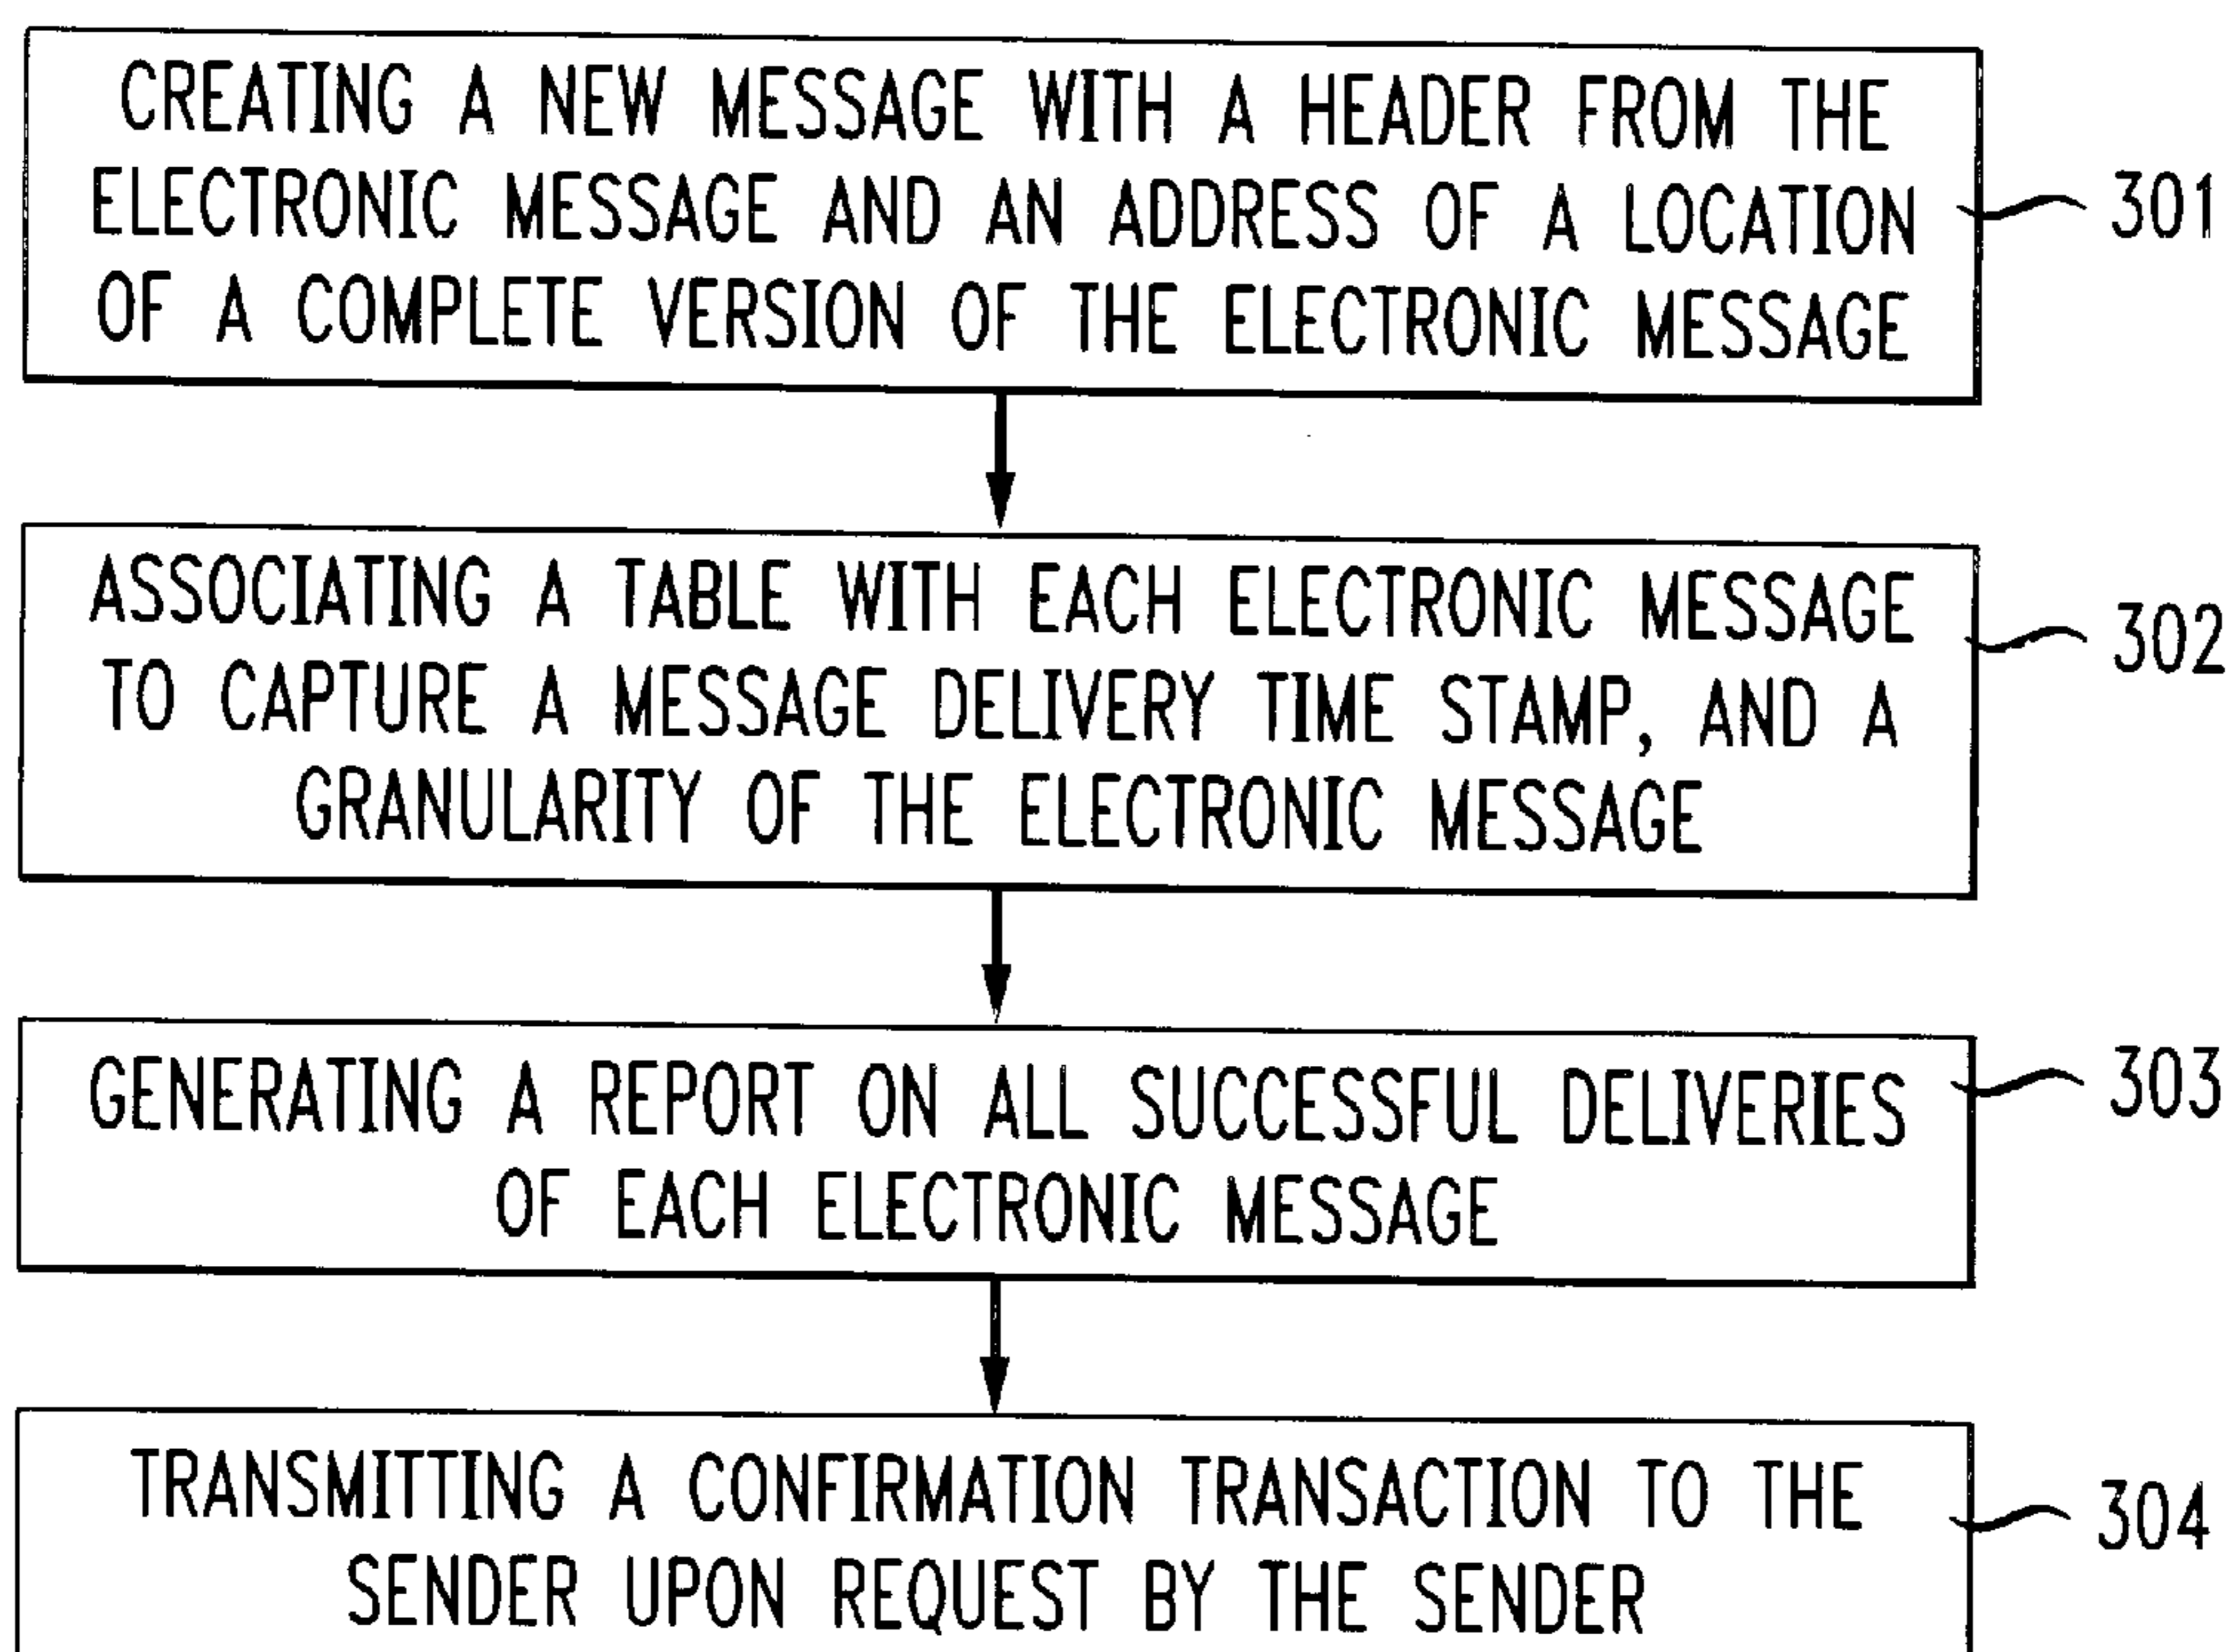 CREATING A NEW MESSAGE WITH A HEADER FROM THE
ELECTRONIC MESSAGE AND AN ADDRESS OF A LOCATION
OF A COMPLETE VERSION OF THE ELECTRONIC MESSAGE
301
ASSOCIATING A TABLE WITH EACH ELECTRONIC MESSAGE
TO CAPTURE A MESSAGE DELIVERY TIME STAMP, AND A
GRANULARITY OF THE ELECTRONIC MESSAGE
302
GENERATING A REPORT ON ALL SUCCESSFUL DELIVERIES
OF EACH ELECTRONIC MESSAGE
303
TRANSMITTING A CONFIRMATION TRANSACTION TO THE
SENDER UPON REQUEST BY THE SENDER
304